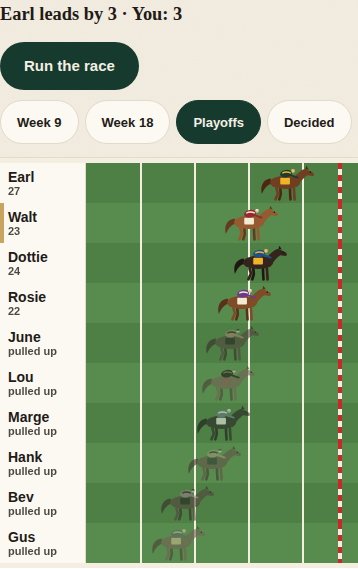 Earl leads by 3 · You: 3
Run the race
Week 9
Week 18
Playoffs
Decided
Earl
27
Walt
23
Dottie
24
Rosie
22
June
pulled up
Lou
pulled up
Marge
pulled up
Hank
pulled up
Bev
pulled up
Gus
pulled up